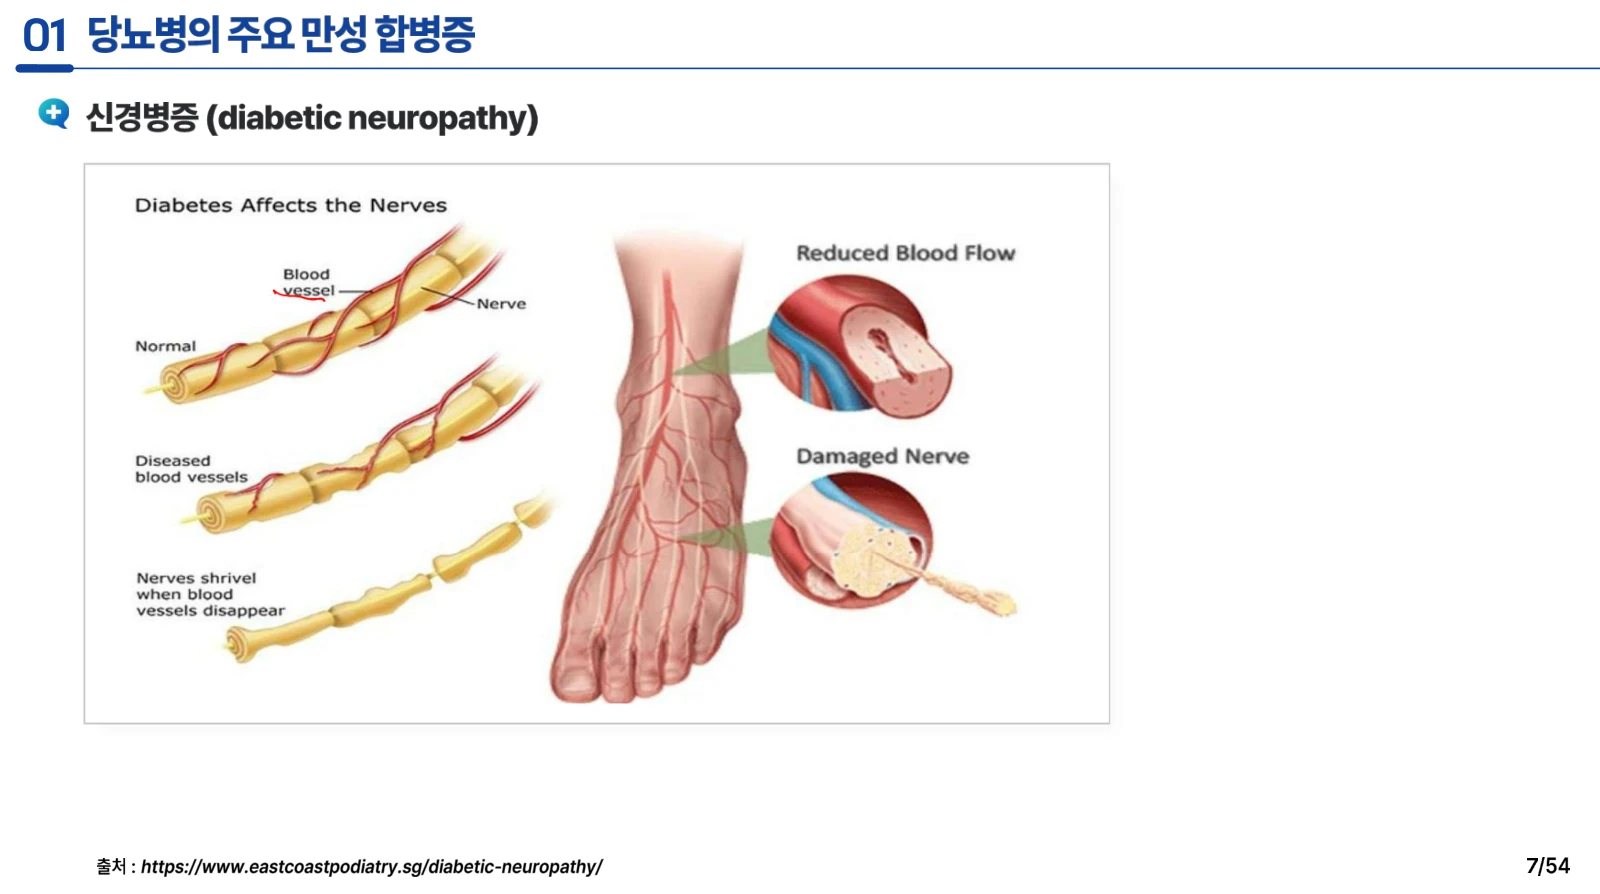 01 당뇨병의 주요 만성 합병증
신경병증 (diabetic neuropathy)
Diabetes Affects the Nerves
Blood
vessel
Nerve
Normal
Diseased
blood vessels
Nerves shrivel
when blood
vessels disappear
Reduced Blood Flow
Damaged Nerve
출처 : https://www.eastcoastpodiatry.sg/diabetic-neuropathy/
7/54